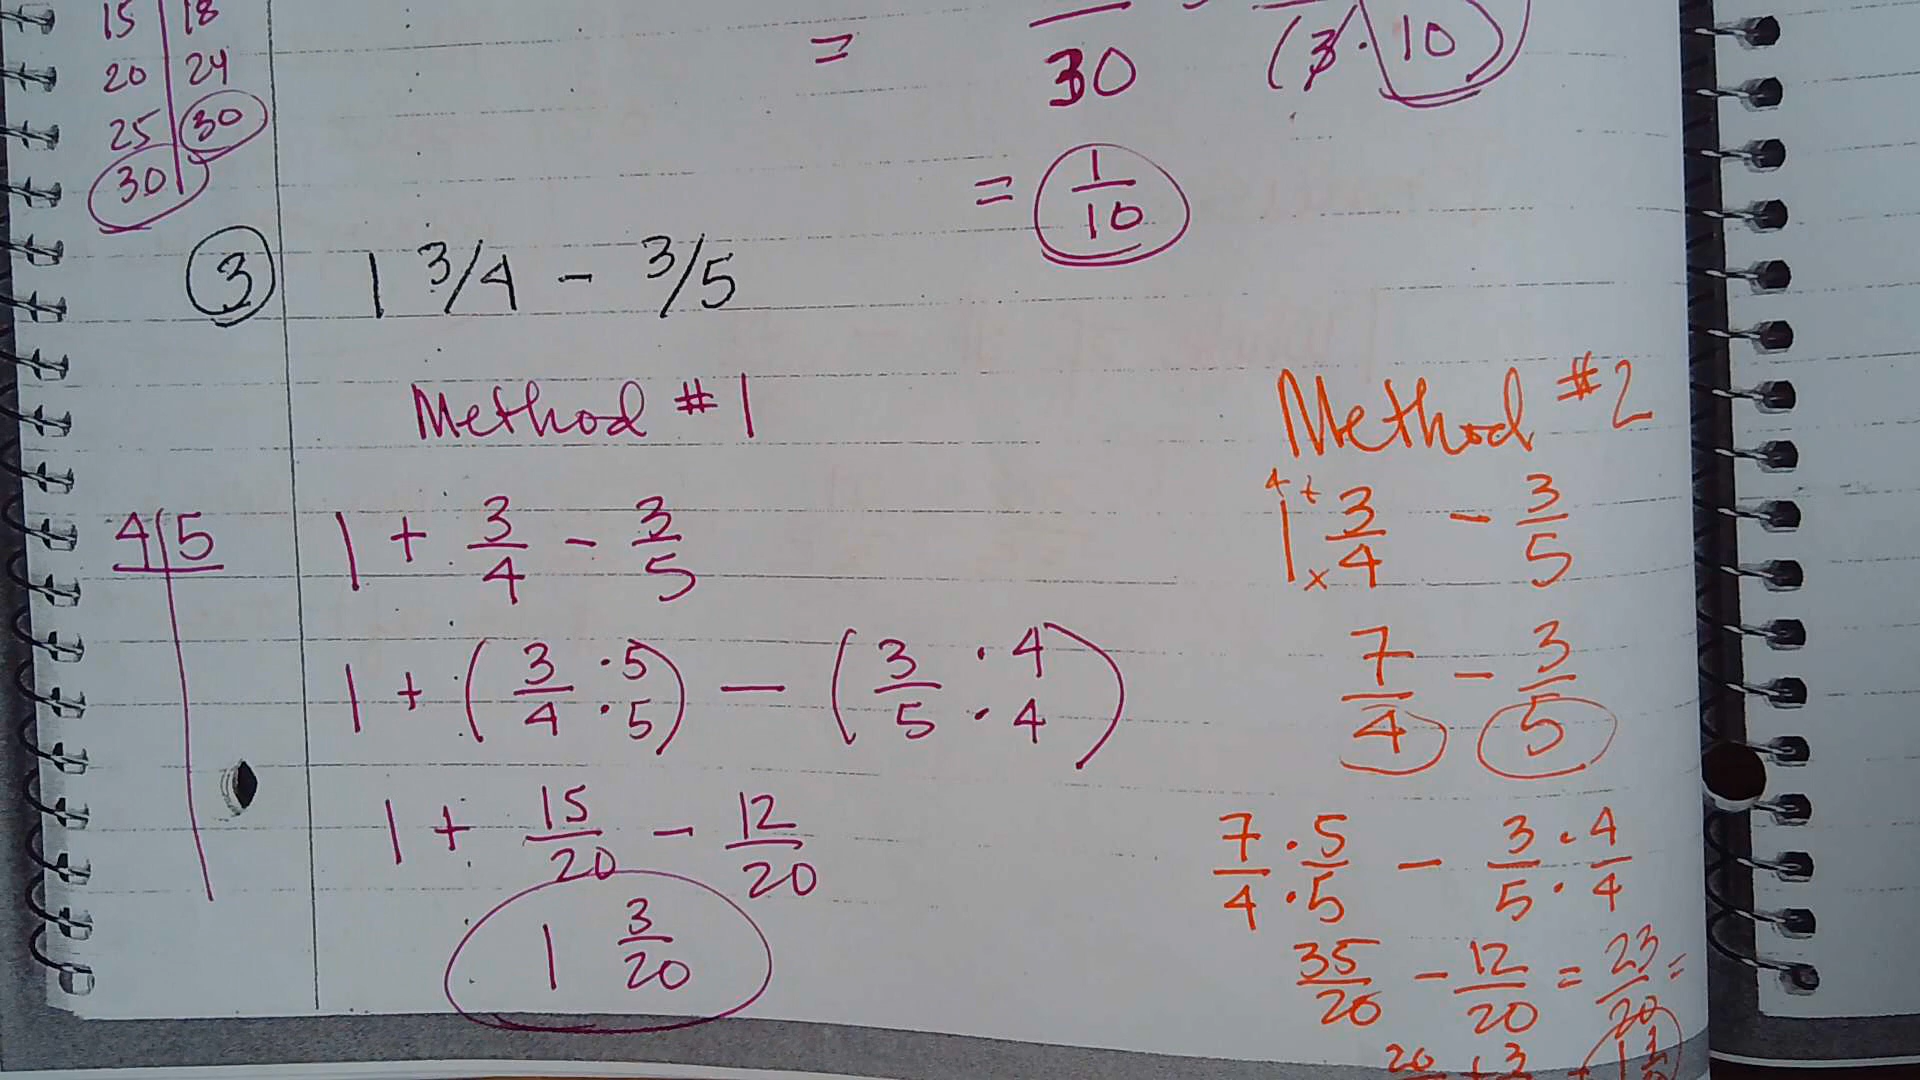 15 | 18
20 | 24
25 | 30
30
= 30 (3 · 10)
= 1/10
③ 1 3/4 - 3/5
Method #1
4 | 5
1 + 3/4 - 3/5
1 + (3/4 · 5/5) - (3/5 · 4/4)
1 + 15/20 - 12/20
1 3/20
Method #2
4 +
1 3/4 - 3/5
x
7/4 - 3/5
7/4 · 5/5 - 3/5 · 4/4
35/20 - 12/20 = 23/20 =
20 + 3